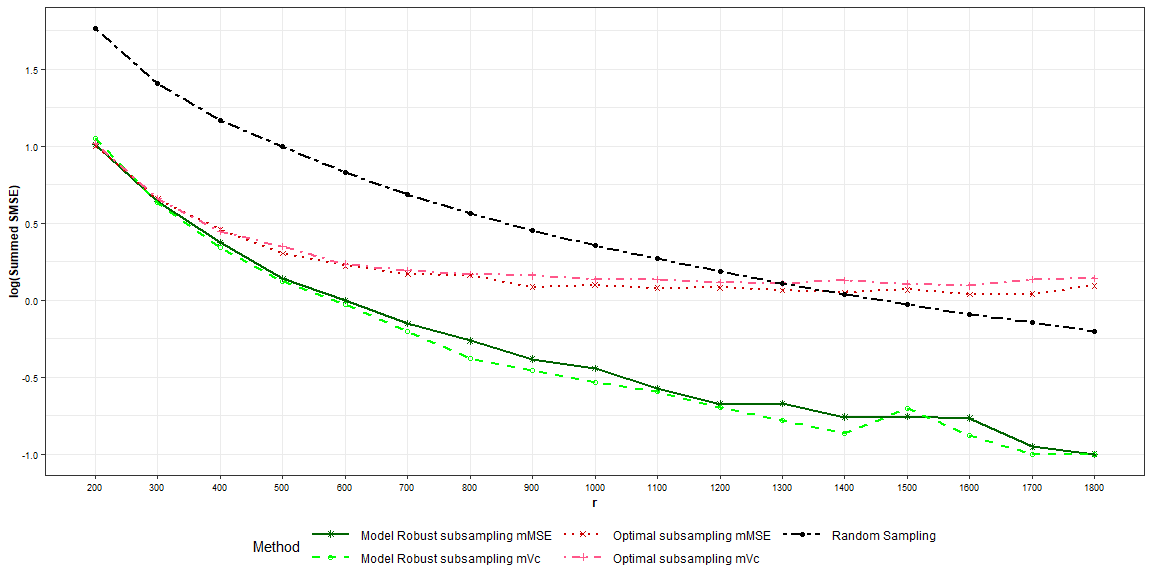 log(Summed SMSE)
1.5
1.0
0.5
0.0
-0.5
-1.0
200 300 400 500 600 700 800 900 1000 1100 1200 1300 1400 1500 1600 1700 1800
r
Method
Model Robust subsampling mMSE
Optimal subsampling mMSE
Random Sampling
Model Robust subsampling mVc
Optimal subsampling mVc